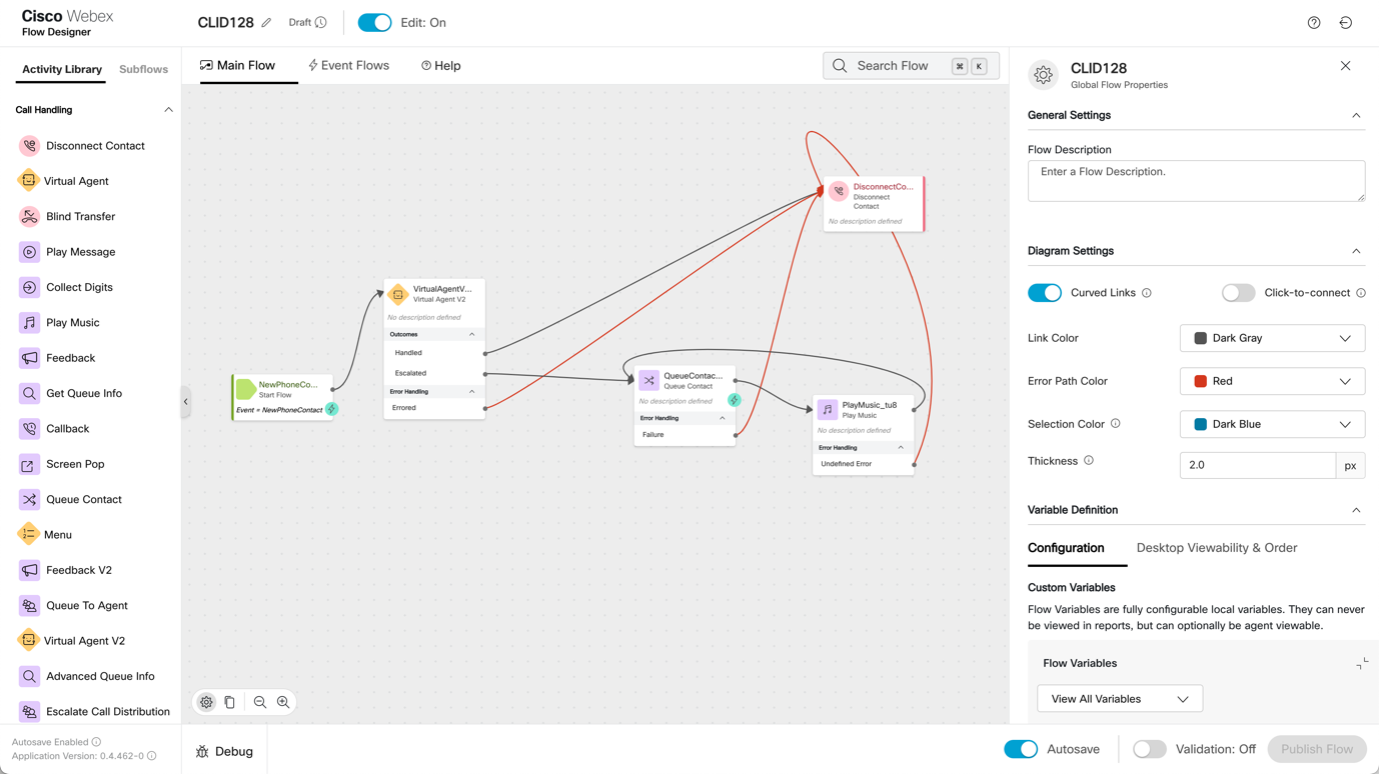 Cisco Webex
Flow Designer
CLID128
Draft
Edit: On
Activity Library
Subflows
Call Handling
Disconnect Contact
Virtual Agent
Blind Transfer
Play Message
Collect Digits
Play Music
Feedback
Get Queue Info
Callback
Screen Pop
Queue Contact
Menu
Feedback V2
Queue To Agent
Virtual Agent V2
Advanced Queue Info
Escalate Call Distribution
Autosave Enabled
Application Version: 0.4.462-0
Main Flow
Event Flows
Help
Search Flow
⌘ K
NewPhoneCo...
Start Flow
Event = NewPhoneContact
VirtualAgentV...
Virtual Agent V2
No description defined
Outcomes
Handled
Escalated
Error Handling
Errored
QueueContac...
Queue Contact
No description defined
Error Handling
Failure
PlayMusic_tu8
Play Music
No description defined
Error Handling
Undefined Error
DisconnectCo...
Disconnect
Contact
No description defined
Debug
CLID128
Global Flow Properties
General Settings
Flow Description
Enter a Flow Description.
Diagram Settings
Curved Links
Click-to-connect
Link Color
Dark Gray
Error Path Color
Red
Selection Color
Dark Blue
Thickness
2.0
px
Variable Definition
Configuration
Desktop Viewability & Order
Custom Variables
Flow Variables are fully configurable local variables. They can never
be viewed in reports, but can optionally be agent viewable.
Flow Variables
View All Variables
Autosave
Validation: Off
Publish Flow